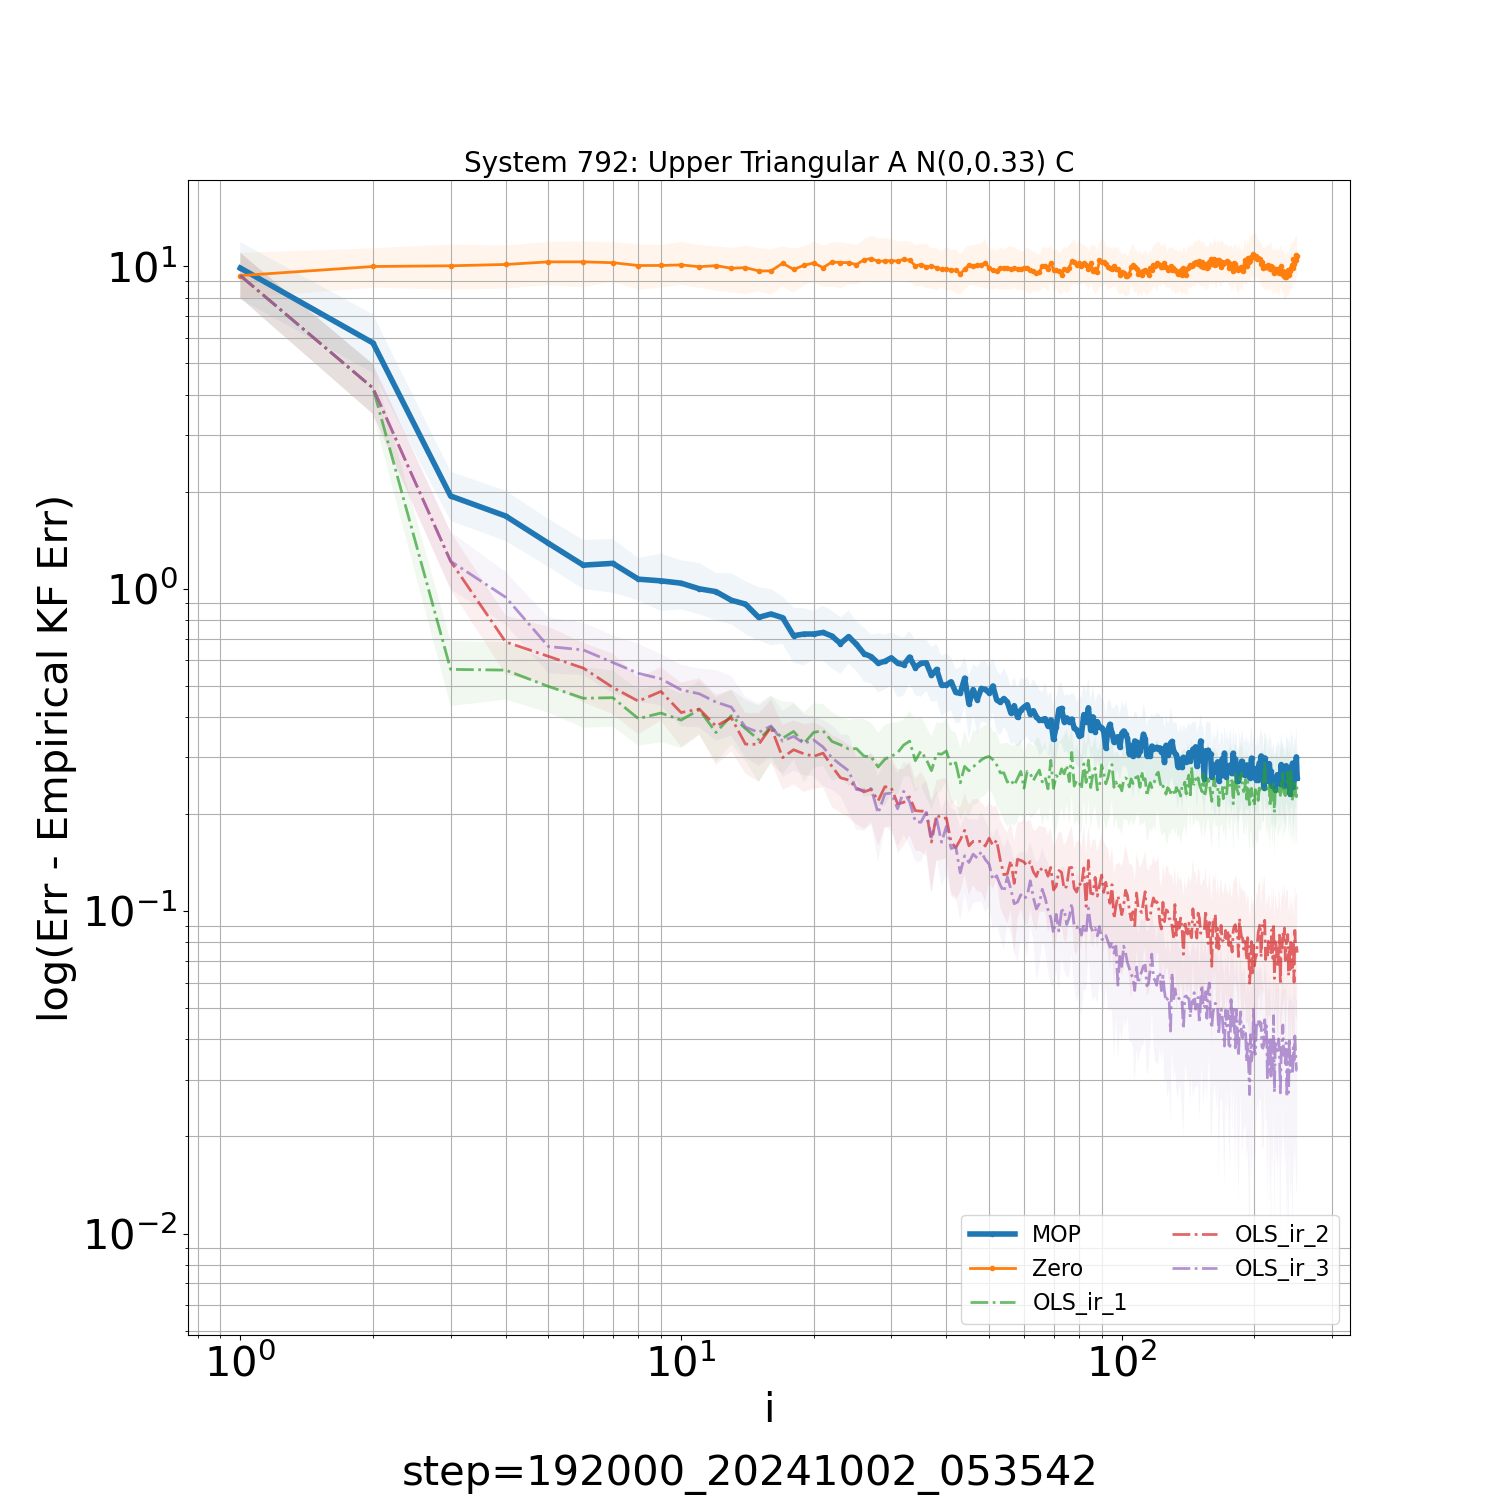 System 792: Upper Triangular A N(0,0.33) C
log(Err - Empirical KF Err)
10¹
10⁰
10⁻¹
10⁻²
MOP
Zero
OLS_ir_1
OLS_ir_2
OLS_ir_3
10⁰ 10¹ 10²
i
step=192000_20241002_053542